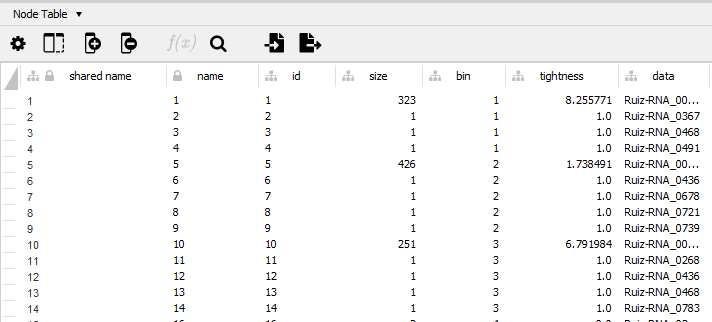 Node Table ▼
f(x)
shared name name id size bin tightness data
1 1 1 323 1 8.255771 Ruiz-RNA_00...
2 2 2 1 1 1.0 Ruiz-RNA_0367
3 3 3 1 1 1.0 Ruiz-RNA_0468
4 4 4 1 1 1.0 Ruiz-RNA_0491
5 5 5 426 2 1.738491 Ruiz-RNA_00...
6 6 6 1 2 1.0 Ruiz-RNA_0436
7 7 7 1 2 1.0 Ruiz-RNA_0678
8 8 8 1 2 1.0 Ruiz-RNA_0721
9 9 9 1 2 1.0 Ruiz-RNA_0739
10 10 10 251 3 6.791984 Ruiz-RNA_00...
11 11 11 1 3 1.0 Ruiz-RNA_0268
12 12 12 1 3 1.0 Ruiz-RNA_0436
13 13 13 1 3 1.0 Ruiz-RNA_0468
14 14 14 1 3 1.0 Ruiz-RNA_0783